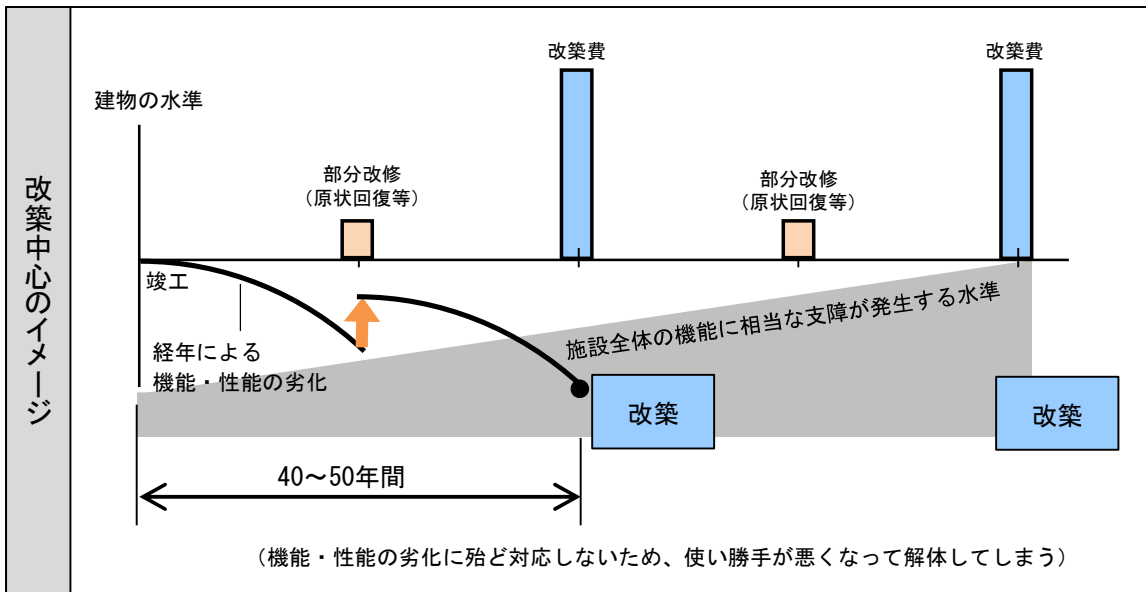 改築中心のイメージ
改築費
改築費
建物の水準
部分改修
（原状回復等）
部分改修
（原状回復等）
竣工
経年による
機能・性能の劣化
施設全体の機能に相当な支障が発生する水準
改築
改築
40～50年間
（機能・性能の劣化に殆ど対応しないため、使い勝手が悪くなって解体してしまう）